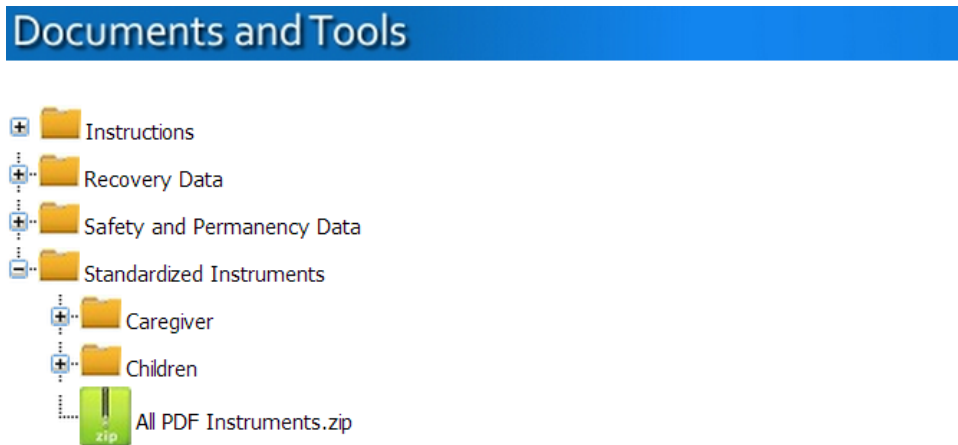 Documents and Tools
Instructions
Recovery Data
Safety and Permanency Data
Standardized Instruments
Caregiver
Children
zip
All PDF Instruments.zip